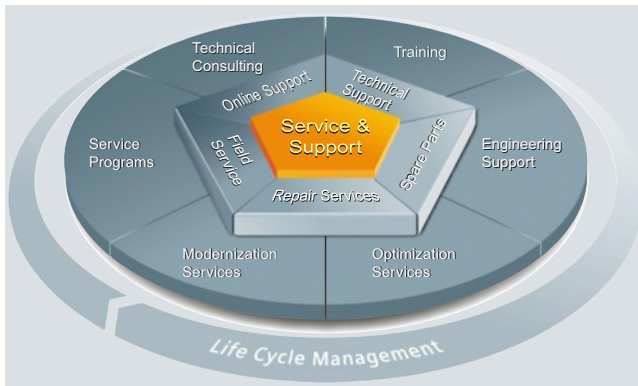 Technical
Consulting
Training
Online Support
Technical
Support
Service &
Support
Service
Programs
Field
Service
Spare Parts
Engineering
Support
Repair Services
Modernization
Services
Optimization
Services
Life Cycle Management